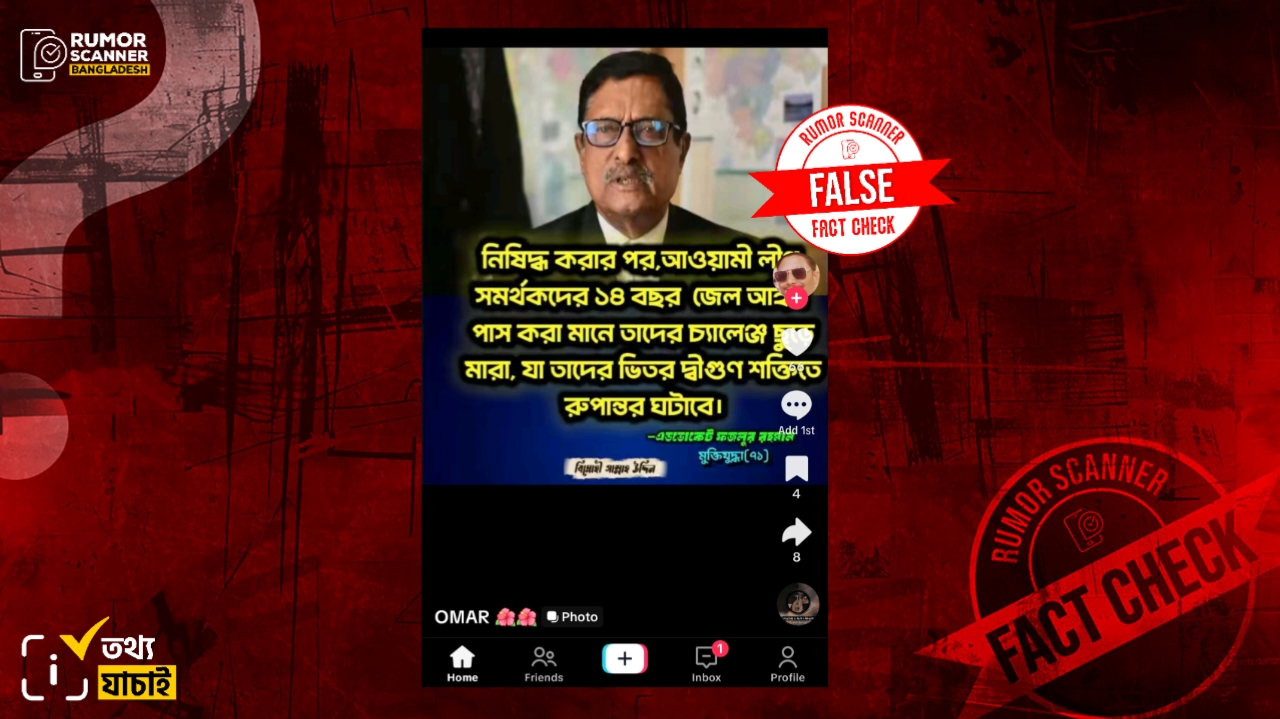 RUMOR
SCANNER
BANGLADESH
RUMOR SCANNER
FALSE
FACT CHECK
নিষিদ্ধ করার পর,আওয়ামী
সমর্থকদের ১৪ বছর জেল
পাস করা মানে তাদের চ্যালেঞ্জ ছুড়ে
মারা, যা তাদের ভিতর দ্বীগুণ শক্তিতে
রুপান্তর ঘটাবে।
-এডভোকেট ফজলুর রহমান
মুক্তিযুদ্ধা(৭১)
বিদ্রোহী সাল্লাহ উদ্দিন
99
Add 1st
4
8
OMAR
Photo
Home
Friends
1
Inbox
Profile
তথ্য
যাচাই
RUMOR SCANNER
FACT CHECK